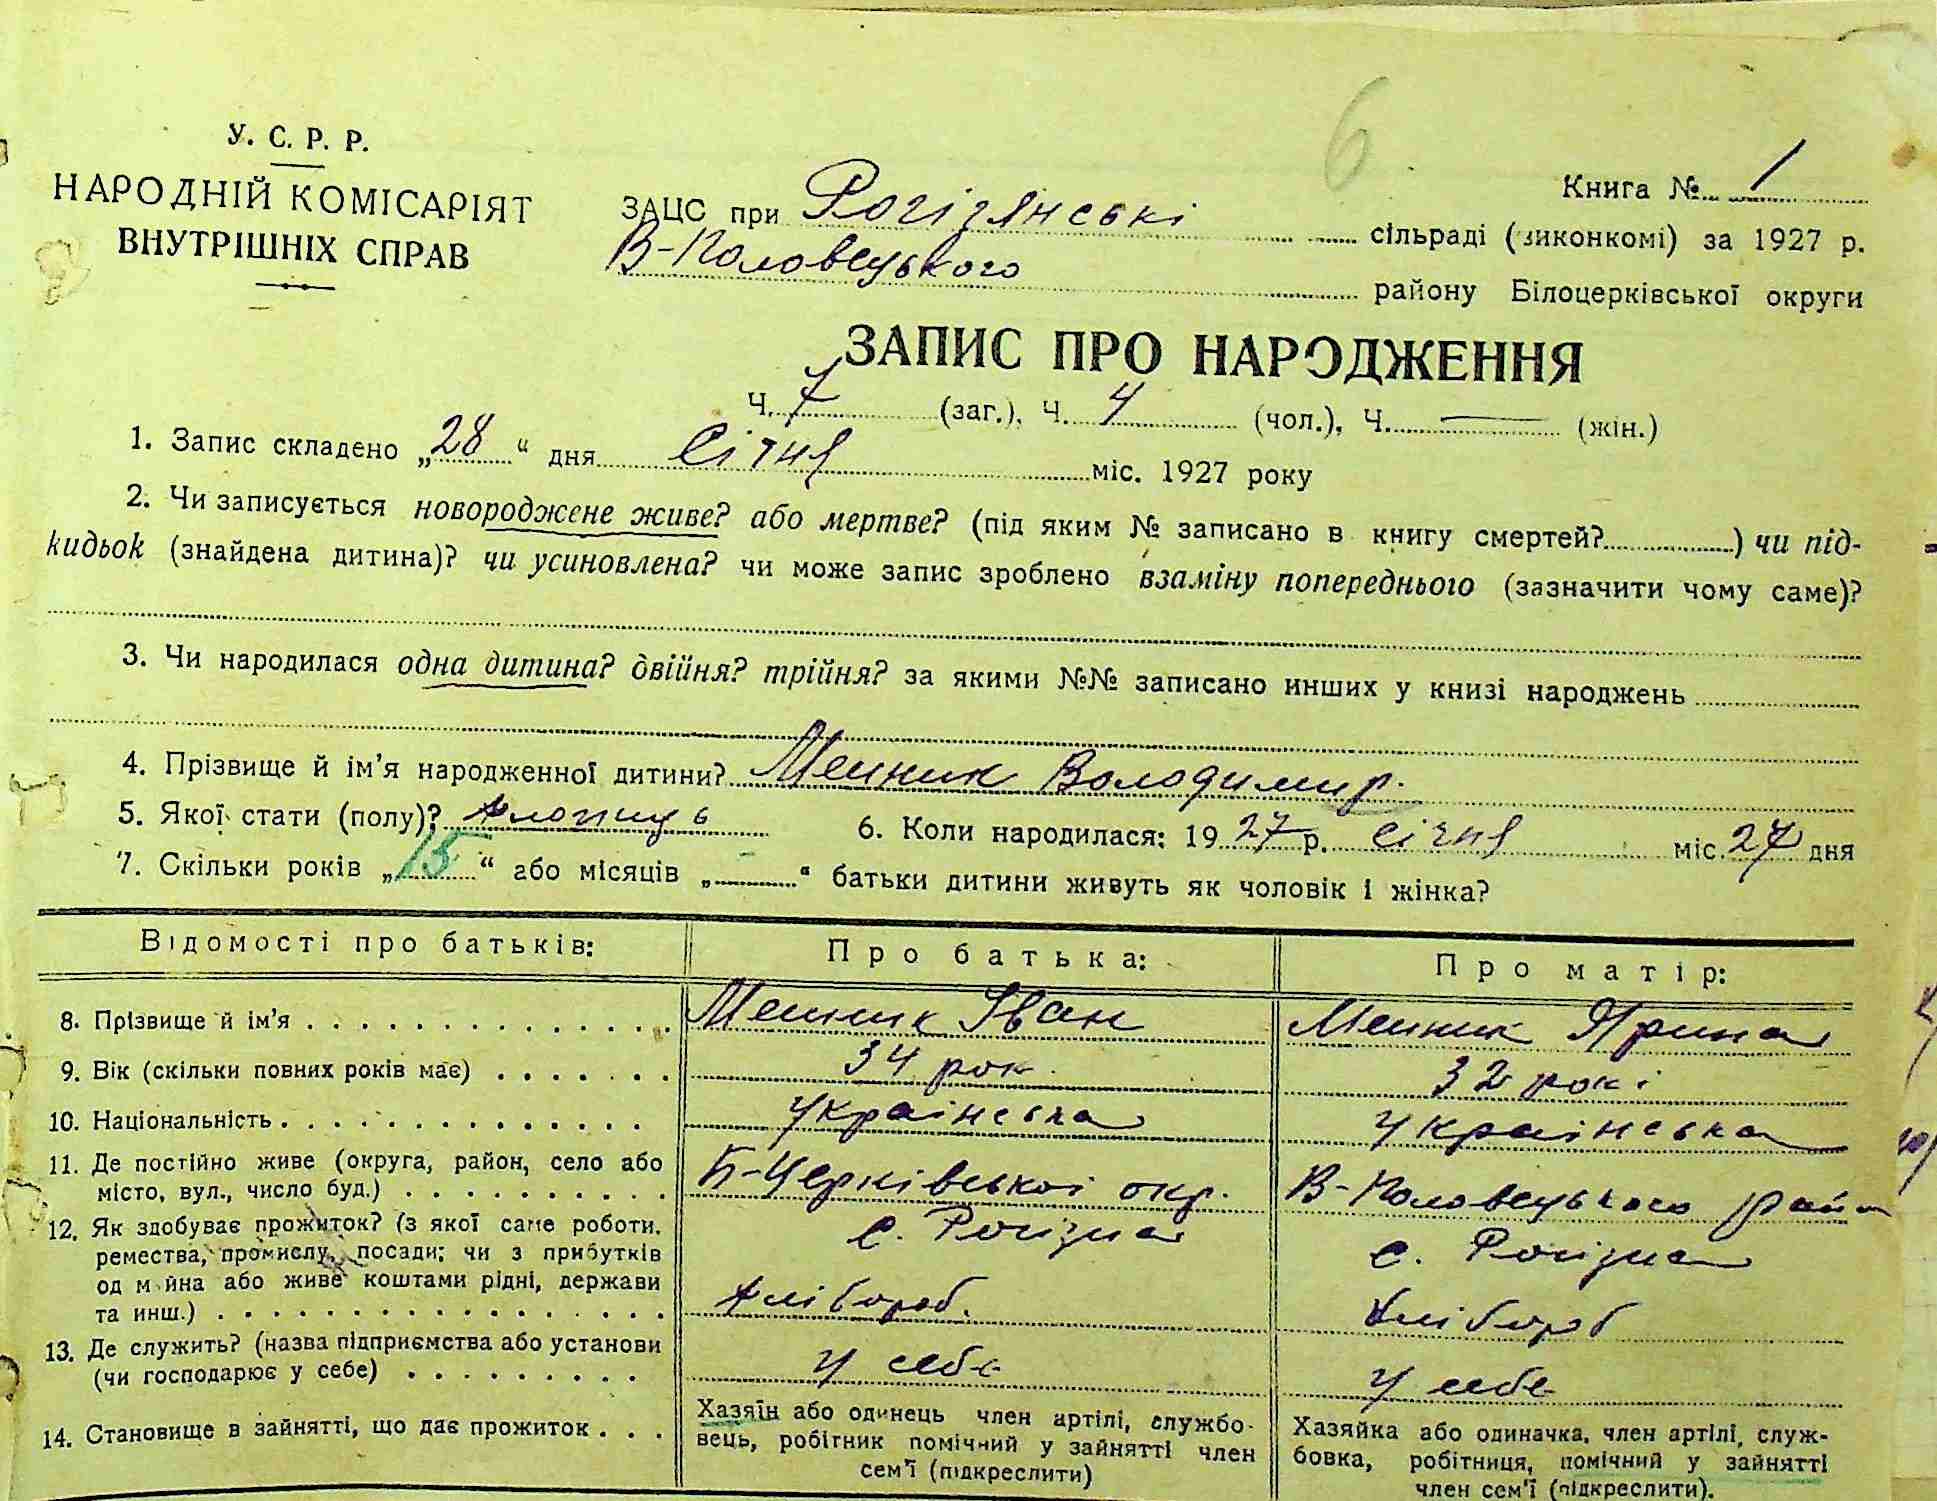 6
У. С. Р. Р.
НАРОДНІЙ КОМІСАРІЯТ
ВНУТРІШНІХ СПРАВ
Книга № 1
ЗАЦС при Рогізянські сільраді (виконкомі) за 1927 р.
В-Половецького району Білоцерківської округи
ЗАПИС ПРО НАРОДЖЕННЯ
Ч. 7 (заг.), Ч. 4 (чол.), Ч. — (жін.)
1. Запис складено „28“ дня Січня міс. 1927 року
2. Чи записується новороджене живе? або мертве? (під яким № записано в книгу смертей?) чи під-
кидьок (знайдена дитина)? чи усиновлена? чи може запис зроблено взаміну попереднього (зазначити чому саме)?
3. Чи народилася одна дитина? двійня? трійня? за якими №№ записано инших у книзі народжень
4. Прізвище й ім’я народженної дитини? Володимир.
5. Якої стати (полу)? хлопиць 6. Коли народилася: 1927 р. січня міс. 27 дня
7. Скільки років „15“ або місяців „—“ батьки дитини живуть як чоловік і жінка?
Відомості про батьків: Про батька: Про матір:
8. Прізвище й ім’я Іван Ярина
9. Вік (скільки повних років має) 34 рок 32 рокі
10. Національність українська українська
11. Де постійно живе (округа, район, село або Б-Церківської окр. В-Половецького райн
місто, вул., число буд.) с. Рогізна с. Рогізна
12. Як здобуває прожиток? (з якої саме роботи,
ремества, промислу, посади; чи з прибутків
од майна або живе коштами рідні, держави хлібороб. хлібороб
та инш.)
13. Де служить? (назва підприємства або установи
(чи господарює у себе) у себе у себе
14. Становище в зайнятті, що дає прожиток Хазяїн або одинець член артілі, службо- Хазяйка або одиначка, член артілі, служ-
вець, робітник помічний у зайнятті член бовка, робітниця, помічний у зайнятті
сем’ї (підкреслити) член сем’ї (підкреслити).